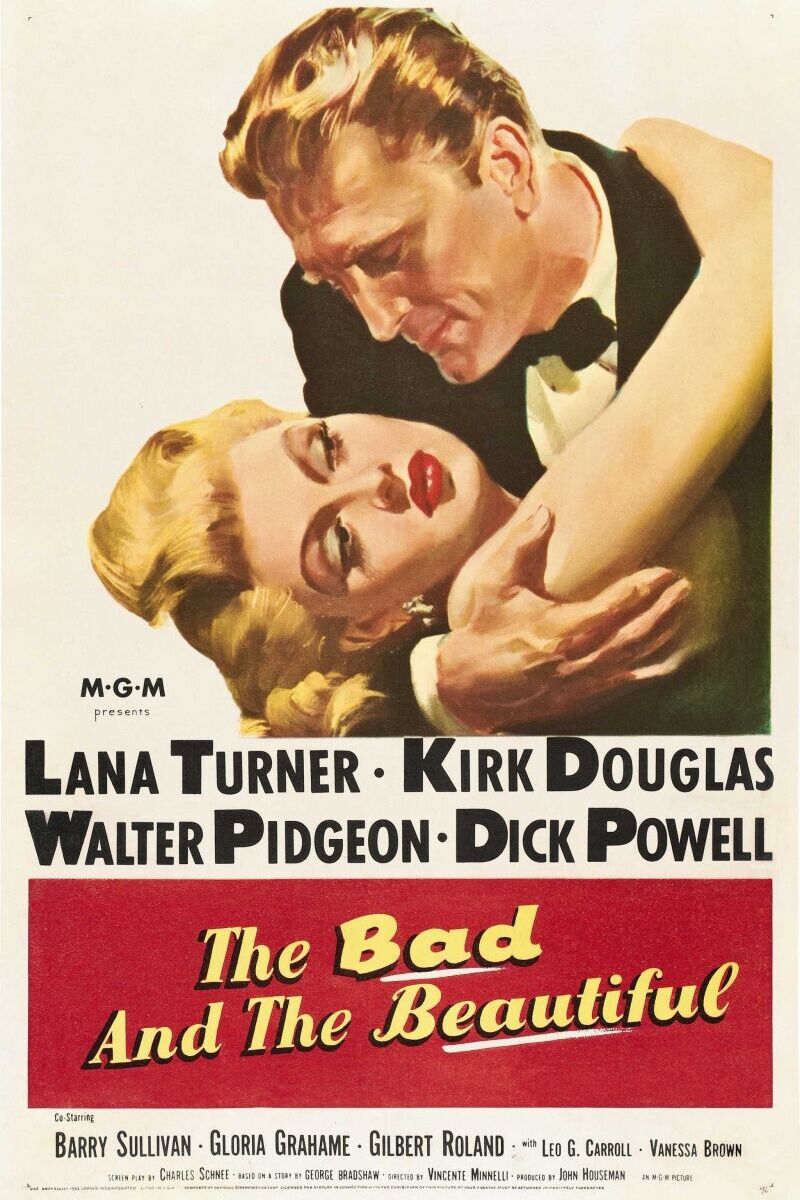 M·G·M
presents
LANA TURNER · KIRK DOUGLAS
WALTER PIDGEON · DICK POWELL
The Bad
And The Beautiful
Co-Starring
BARRY SULLIVAN · GLORIA GRAHAME · GILBERT ROLAND · with LEO G. CARROLL · VANESSA BROWN
SCREEN PLAY BY CHARLES SCHNEE · BASED ON A STORY BY GEORGE BRADSHAW · DIRECTED BY VINCENTE MINNELLI · PRODUCED BY JOHN HOUSEMAN AN M·G·M PICTURE